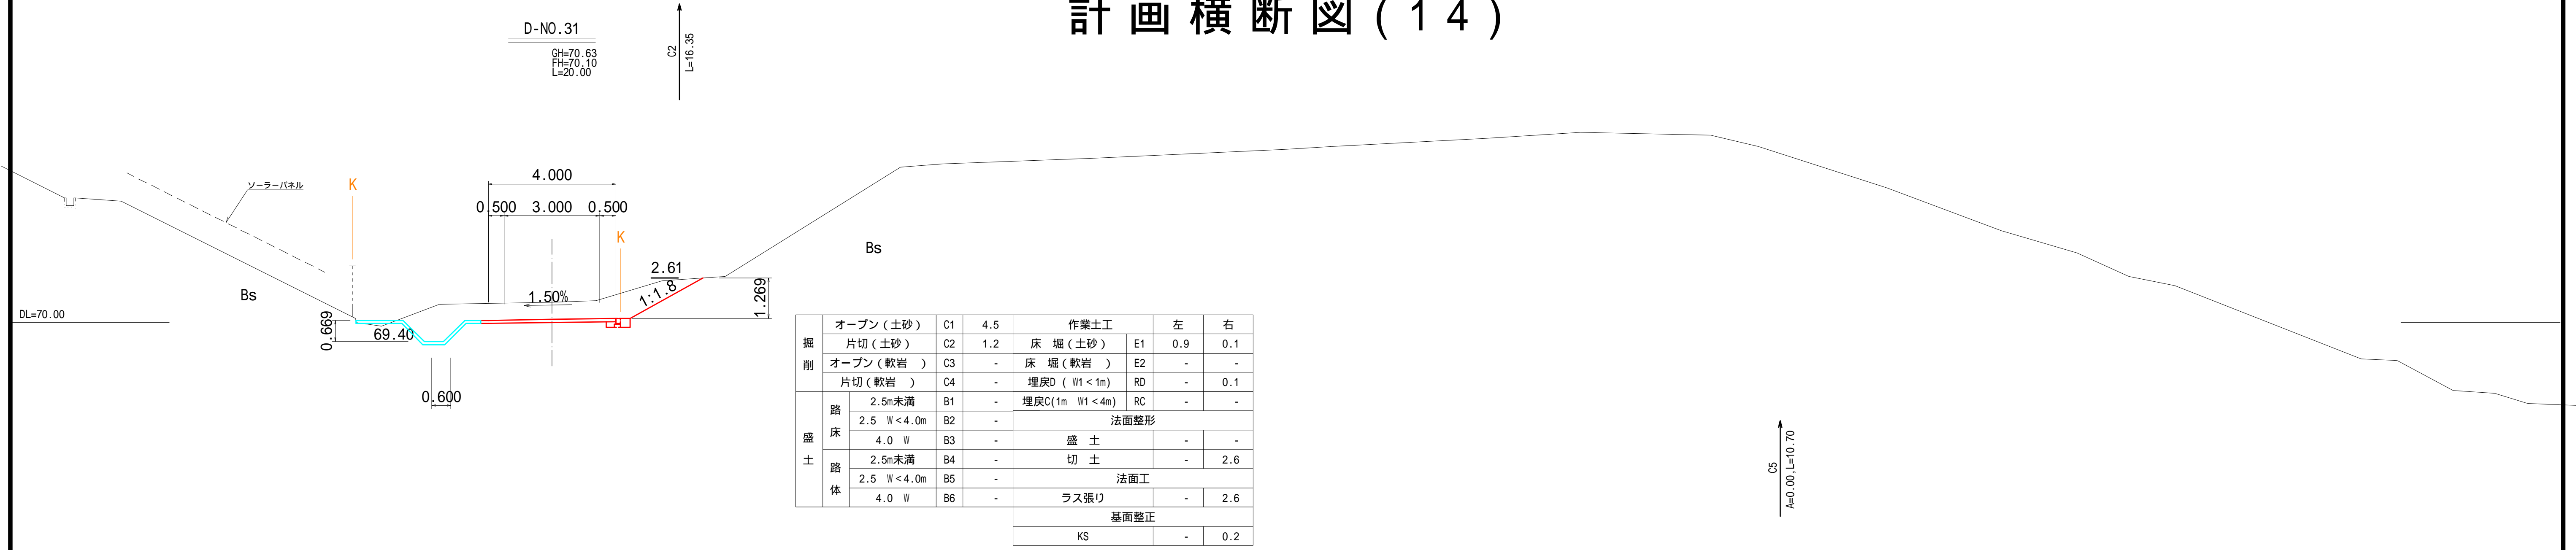 計画横断図(14)
D-NO.31
GH=70.63
FH=70.10
L=20.00
C2
L=16.35
ソーラーパネル
K
4.000
0.500 3.000 0.500
K
Bs
2.61
1:1.8
1.269
1.50%
Bs
DL=70.00
0.669
69.40
0.600
掘削 オープン(土砂) C1 4.5 作業土工 左 右
片切(土砂) C2 1.2 床 堀(土砂) E1 0.9 0.1
オープン(軟岩 ) C3 - 床 堀(軟岩 ) E2 - -
片切(軟岩 ) C4 - 埋戻D ( W1<1m) RD - 0.1
盛土 路床 2.5m未満 B1 - 埋戻C(1m W1<4m) RC - -
2.5 W<4.0m B2 - 法面整形
4.0 W B3 - 盛 土 - -
路体 2.5m未満 B4 - 切 土 - 2.6
2.5 W<4.0m B5 - 法面工
4.0 W B6 - ラス張り - 2.6
基面整正
KS - 0.2
C5
A=0.00,L=10.70